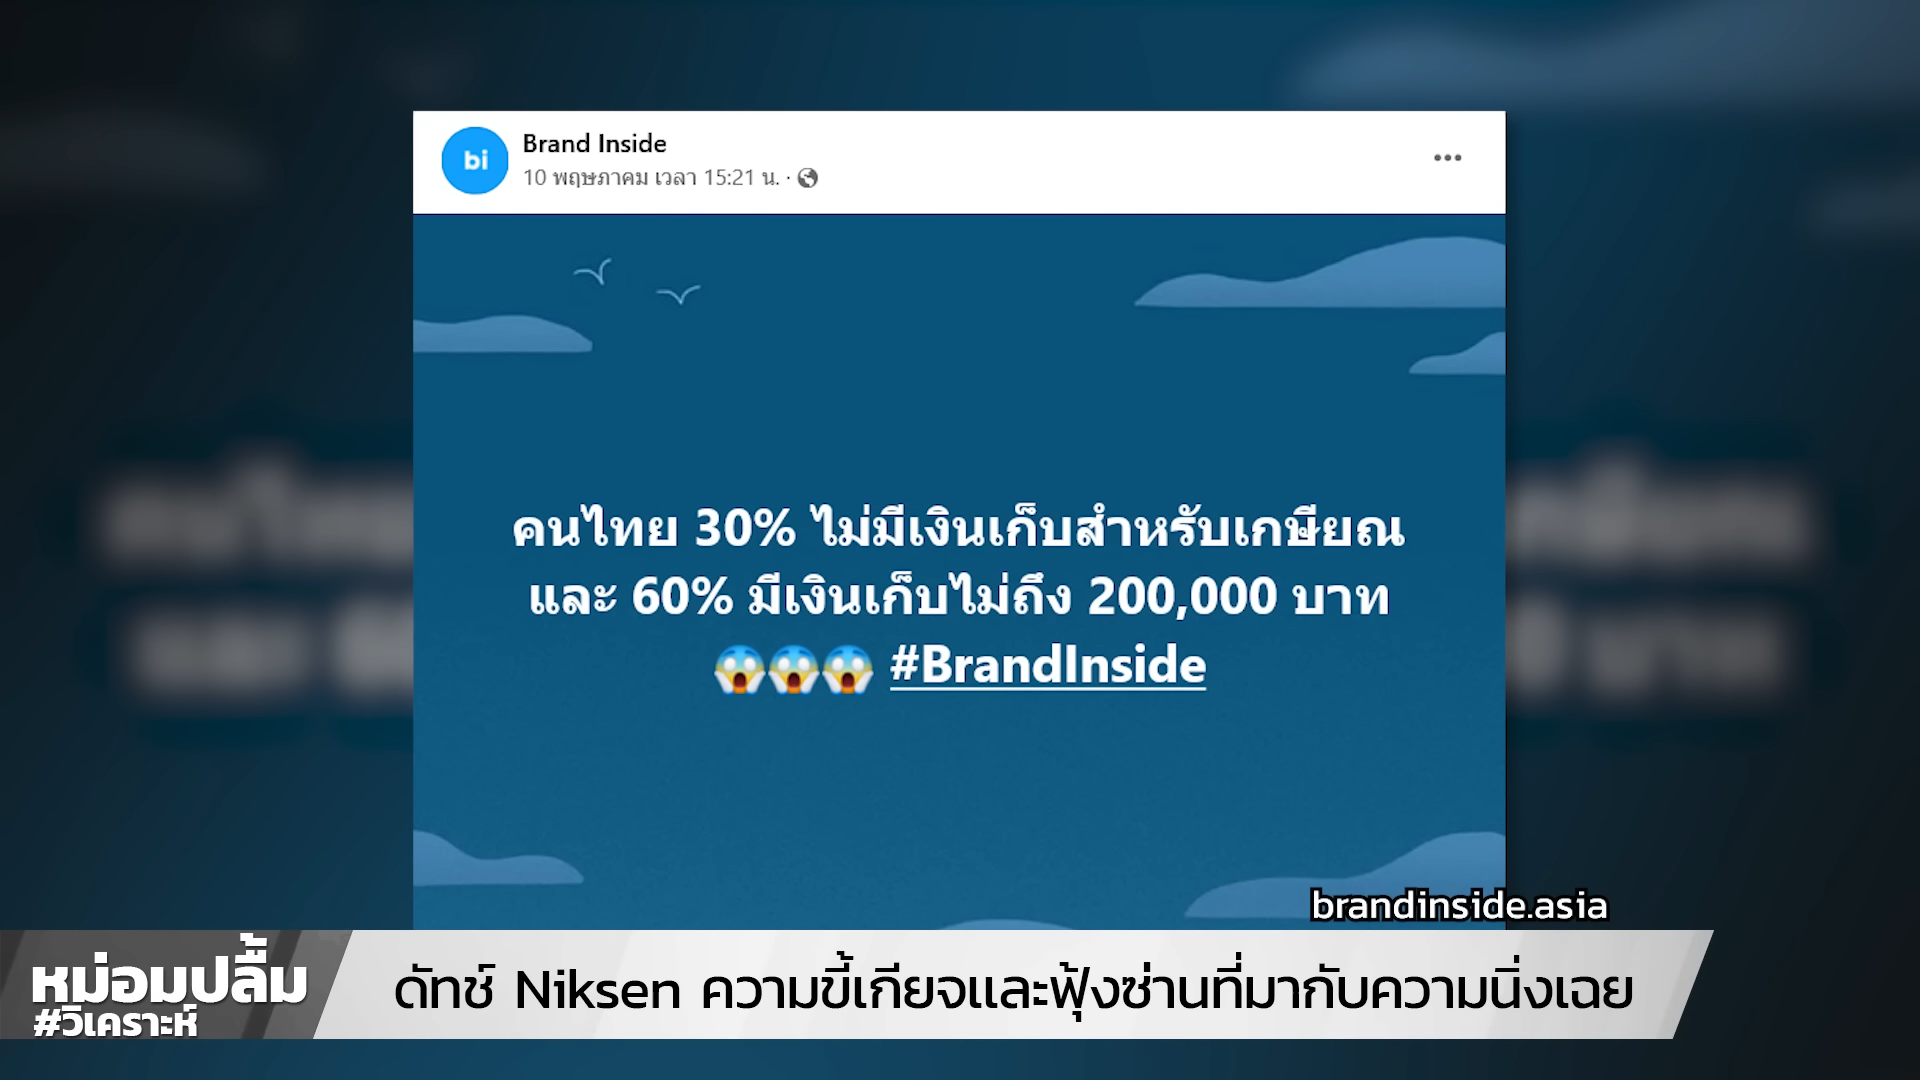 bi
Brand Inside
10 พฤษภาคม เวลา 15:21 น. ·
คนไทย 30% ไม่มีเงินเก็บสำหรับเกษียณ
และ 60% มีเงินเก็บไม่ถึง 200,000 บาท
😱😱😱 #BrandInside
brandinside.asia
หม่อมปลื้ม
#วิเคราะห์
ดัทช์ Niksen ความขี้เกียจและฟุ้งซ่านที่มากับความนิ่งเฉย